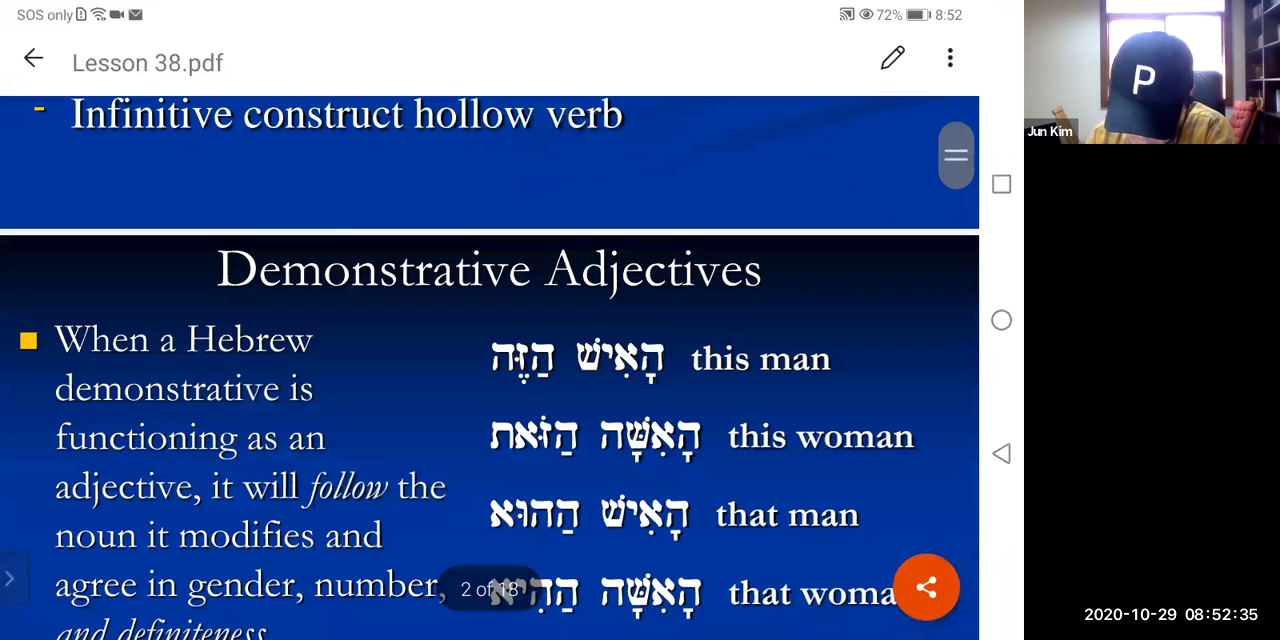 SOS only
72% 8:52
Lesson 38.pdf
- Infinitive construct hollow verb
Demonstrative Adjectives
When a Hebrew
demonstrative is
functioning as an
adjective, it will follow the
noun it modifies and
agree in gender, number,
and definiteness
הָאִישׁ הַזֶּה this man
הָאִשָּׁה הַזֹּאת this woman
הָאִישׁ הַהוּא that man
הָאִשָּׁה הַהִיא that woma
2 of 18
P
Jun Kim
2020-10-29 08:52:35